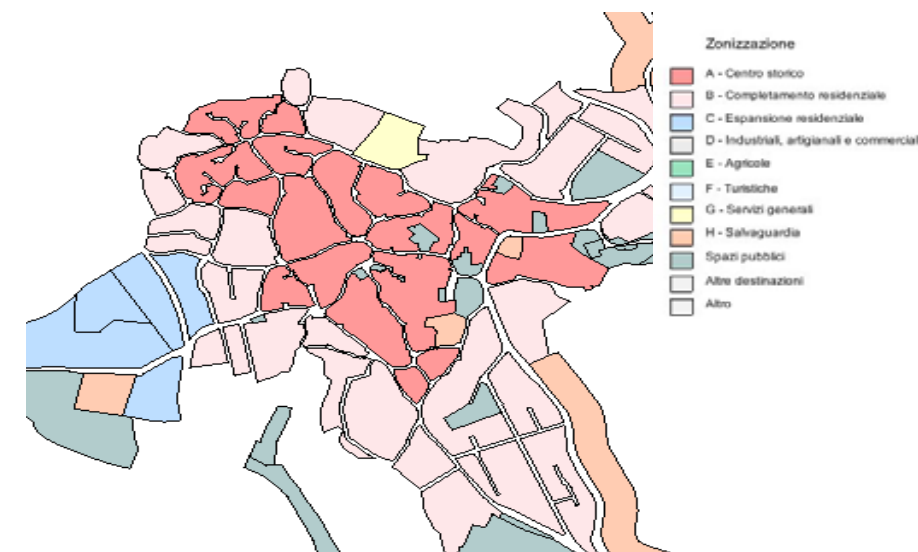 Zonizzazione
A - Centro storico
B - Completamento residenziale
C - Espansione residenziale
D - Industriali, artigianali e commercial
E - Agricole
F - Turistiche
G - Servizi generali
H - Salvaguardia
Spazi pubblici
Altre destinazioni
Altro